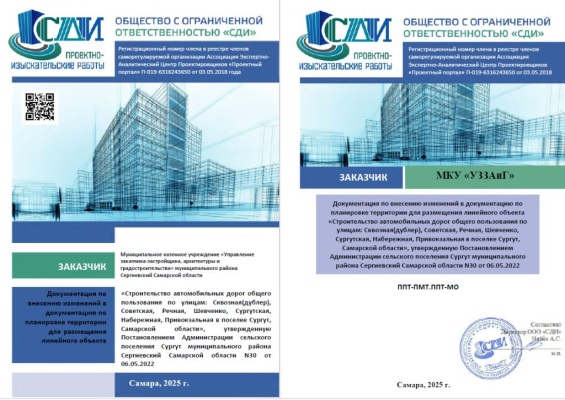 СДИ
ПРОЕКТНО-
ИЗЫСКАТЕЛЬСКИЕ РАБОТЫ
ОБЩЕСТВО С ОГРАНИЧЕННОЙ
ОТВЕТСТВЕННОСТЬЮ «СДИ»
Регистрационный номер члена в реестре членов
саморегулируемой организации Ассоциация Экспертно-
Аналитический Центр Проектировщиков «Проектный
портал» П-019-6316243650 от 03.05.2018 года
ЗАКАЗЧИК
Муниципальное казенное учреждение «Управление
заказчика-застройщика, архитектуры и
градостроительства» муниципального района
Сергиевский Самарской области
Документация по
внесению изменений в
документацию по
планировке территории
для размещения
линейного объекта
«Строительство автомобильных дорог общего
пользования по улицам: Сквозная(дублер),
Советская, Речная, Шевченко, Сургутская,
Набережная, Привокзальная в поселке Сургут,
Самарской области», утвержденную
Постановлением Администрации сельского
поселения Сургут муниципального района
Сергиевский Самарской области N30 от
06.05.2022
Самара, 2025 г.
СДИ
ПРОЕКТНО-
ИЗЫСКАТЕЛЬСКИЕ РАБОТЫ
ОБЩЕСТВО С ОГРАНИЧЕННОЙ
ОТВЕТСТВЕННОСТЬЮ «СДИ»
Регистрационный номер члена в реестре членов
саморегулируемой организации Ассоциация
Экспертно-Аналитический Центр Проектировщиков
«Проектный портал» П-019-6316243650 от 03.05.2018
ЗАКАЗЧИК
МКУ «УЗЗАиГ»
Документация по внесению изменений в документацию по
планировке территории для размещения линейного объекта
«Строительство автомобильных дорог общего пользования по
улицам: Сквозная(дублер), Советская, Речная, Шевченко,
Сургутская, Набережная, Привокзальная в поселке Сургут,
Самарской области», утвержденную Постановлением
Администрации сельского поселения Сургут муниципального
района Сергиевский Самарской области N30 от 06.05.2022
ППТ-ПМТ.ППТ-МО
Согласовано
Директор ООО «СДИ»
А.С.
М.П.
СДИ
Самара, 2025 г.